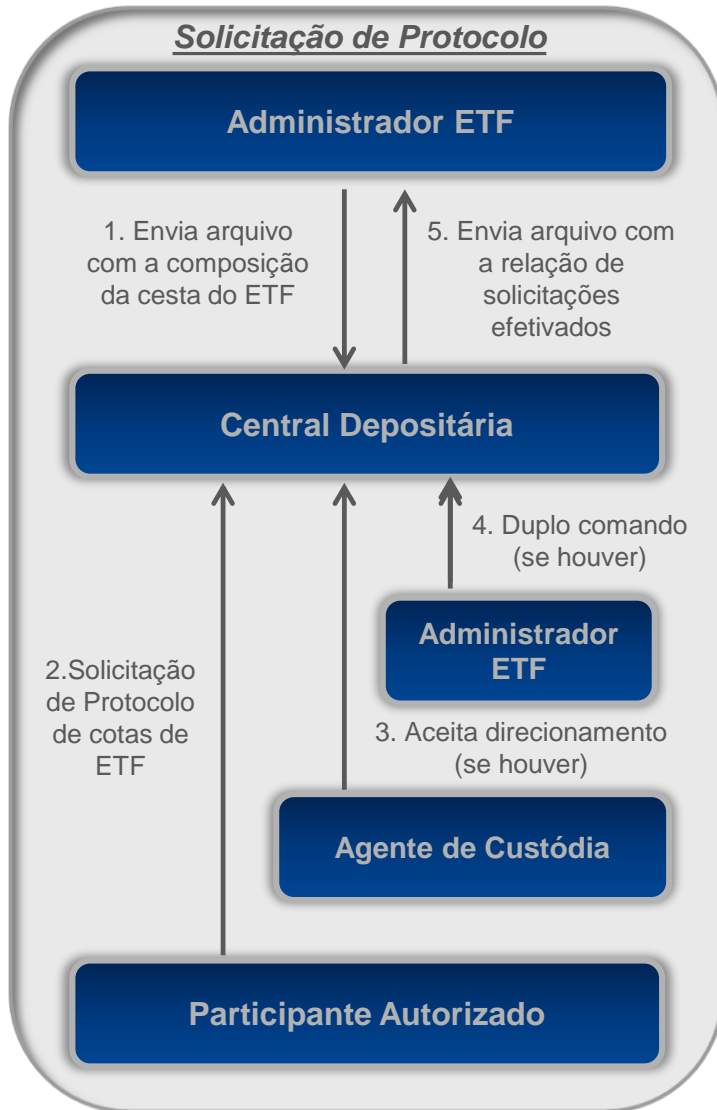 Solicitação de Protocolo
Administrador ETF
1. Envia arquivo
com a composição
da cesta do ETF
5. Envia arquivo com
a relação de
solicitações
efetivados
Central Depositária
4. Duplo comando
(se houver)
Administrador
ETF
2.Solicitação
de Protocolo
de cotas de
ETF
3. Aceita direcionamento
(se houver)
Agente de Custódia
Participante Autorizado